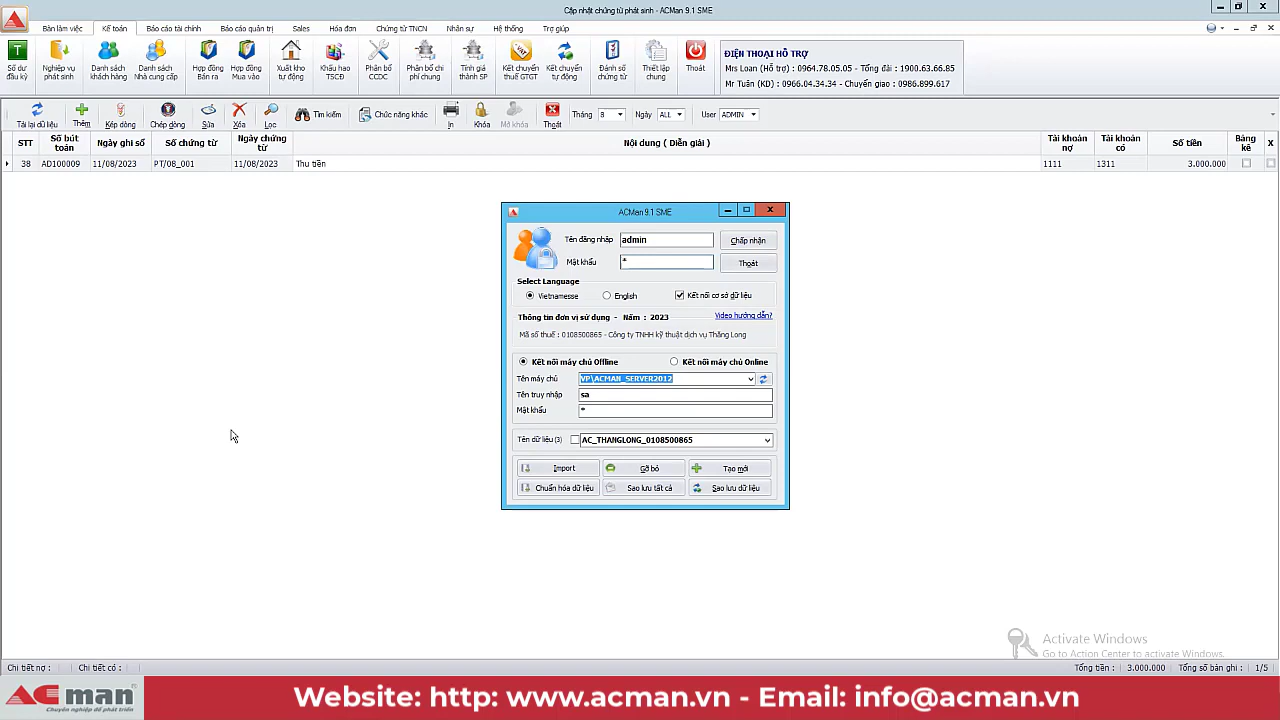 Cập nhật chứng từ phát sinh - ACMan 9.1 SME
Bàn làm việc Kế toán Báo cáo tài chính Báo cáo quản trị Sales Hóa đơn Chứng từ TNCN Nhân sự Hệ thống Trợ giúp
Số dư đầu kỳ
Nghiệp vụ phát sinh
Danh sách khách hàng
Danh sách Nhà cung cấp
Hợp đồng Bán ra
Hợp đồng Mua vào
Xuất kho tự động
Khấu hao TSCĐ
Phân bổ CCDC
Phân bổ chi phí chung
Tính giá thành SP
Kết chuyển thuế GTGT
Kết chuyển tự động
Đánh số chứng từ
Thiết lập chung
Thoát
ĐIỆN THOẠI HỖ TRỢ
Mrs Lan (Hỗ trợ) : 0964.78.05.05 - Tổng đài : 1900.63.66.85
Mr Tuân (KD) : 0966.04.34.34 - Chuyển giao : 0986.899.617
Tải lại dữ liệu Thêm Kép dòng Chép dòng Sửa Xóa Lọc Tìm kiếm Chức năng khác In Khóa Mở khóa Thoát Tháng 8 Ngày ALL User ADMIN
STT Số bút toán Ngày ghi sổ Số chứng từ Ngày chứng từ Nội dung ( Diễn giải ) Tài khoản nợ Tài khoản có Số tiền Bảng kê X
38 AD100009 11/08/2023 PT/08_001 11/08/2023 Thu tiền 1111 1311 3.000.000
ACMan 9.1 SME
Tên đăng nhập admin Chấp nhận
Mật khẩu * Thoát
Select Language
Vietnamesse English Kết nối cơ sở dữ liệu
Thông tin đơn vị sử dụng - Năm : 2023 Video hướng dẫn?
Mã số thuế : 0108500865 - Công ty TNHH kỹ thuật dịch vụ Thăng Long
Kết nối máy chủ Offline Kết nối máy chủ Online
Tên máy chủ VP\ACMAN_SERVER2012
Tên truy nhập sa
Mật khẩu *
Tên dữ liệu (3) AC_THANGLONG_0108500865
Import Gỡ bỏ Tạo mới
Chuẩn hóa dữ liệu Sao lưu tất cả Sao lưu dữ liệu
Activate Windows
Go to Action Center to activate Windows.
Chi tiết nợ : Chi tiết có : Tổng tiền : 3.000.000 Tổng số bản ghi : 1/5
ACman
Chuyên nghiệp để phát triển
Website: http: www.acman.vn - Email: info@acman.vn